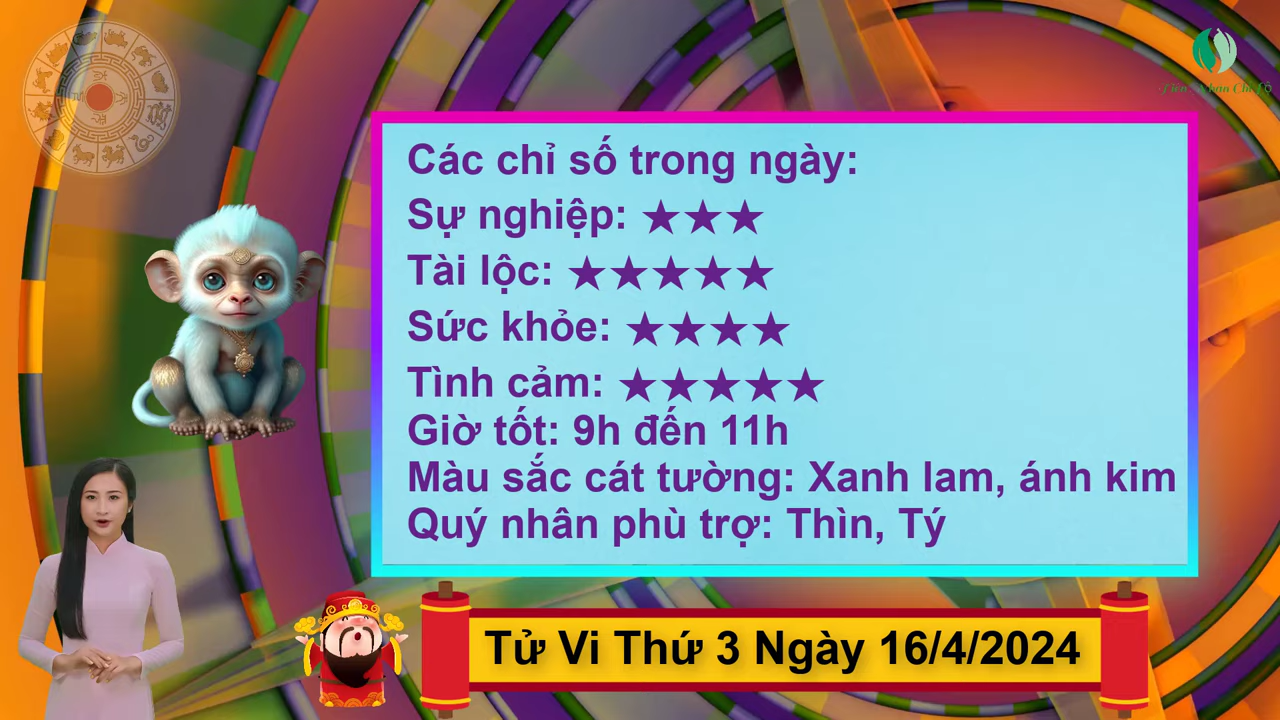 Các chỉ số trong ngày:
Sự nghiệp: ★★★
Tài lộc: ★★★★★
Sức khỏe: ★★★★
Tình cảm: ★★★★★
Giờ tốt: 9h đến 11h
Màu sắc cát tường: Xanh lam, ánh kim
Quý nhân phù trợ: Thìn, Tý
Tử Vi Thứ 3 Ngày 16/4/2024